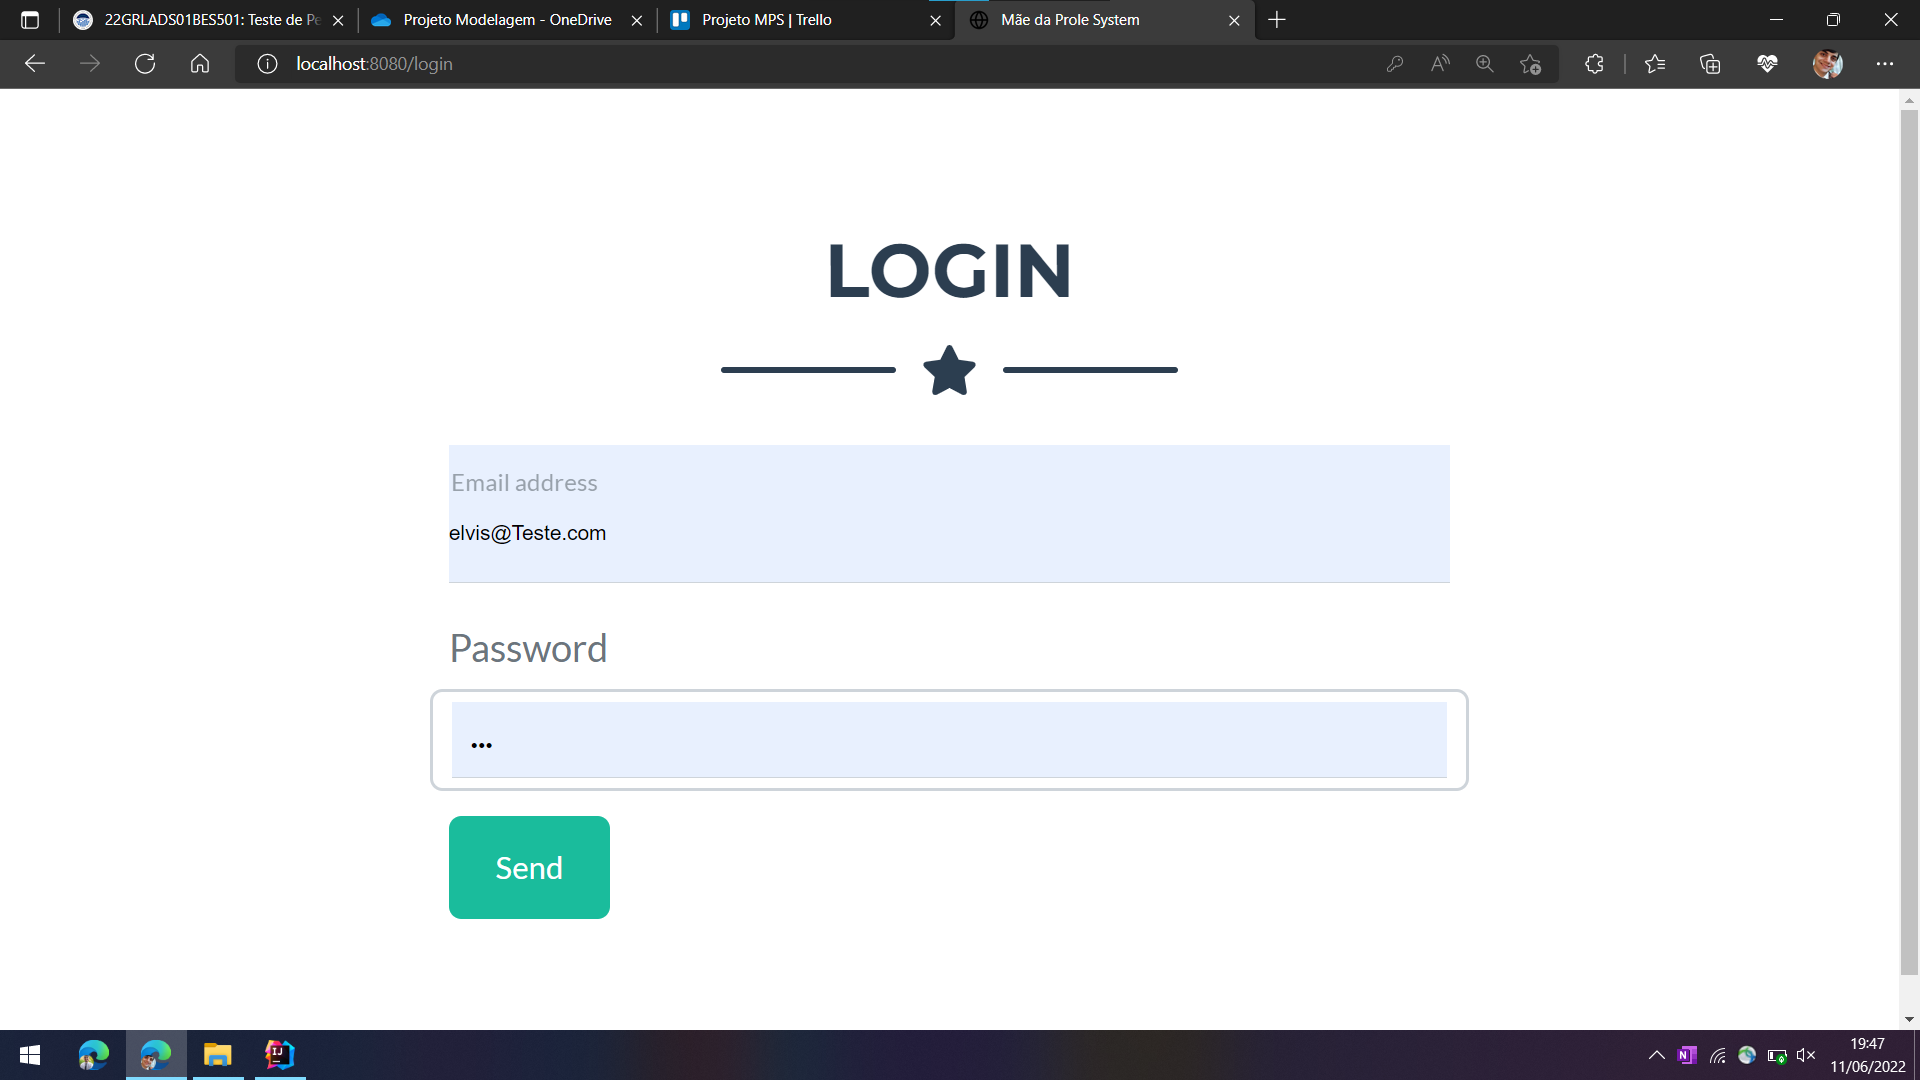 22GRLADS01BES501: Teste de Pe
Projeto Modelagem - OneDrive
Projeto MPS | Trello
Mãe da Prole System
localhost:8080/login
LOGIN
Email address
elvis@Teste.com
Password
•••
Send
19:47
11/06/2022